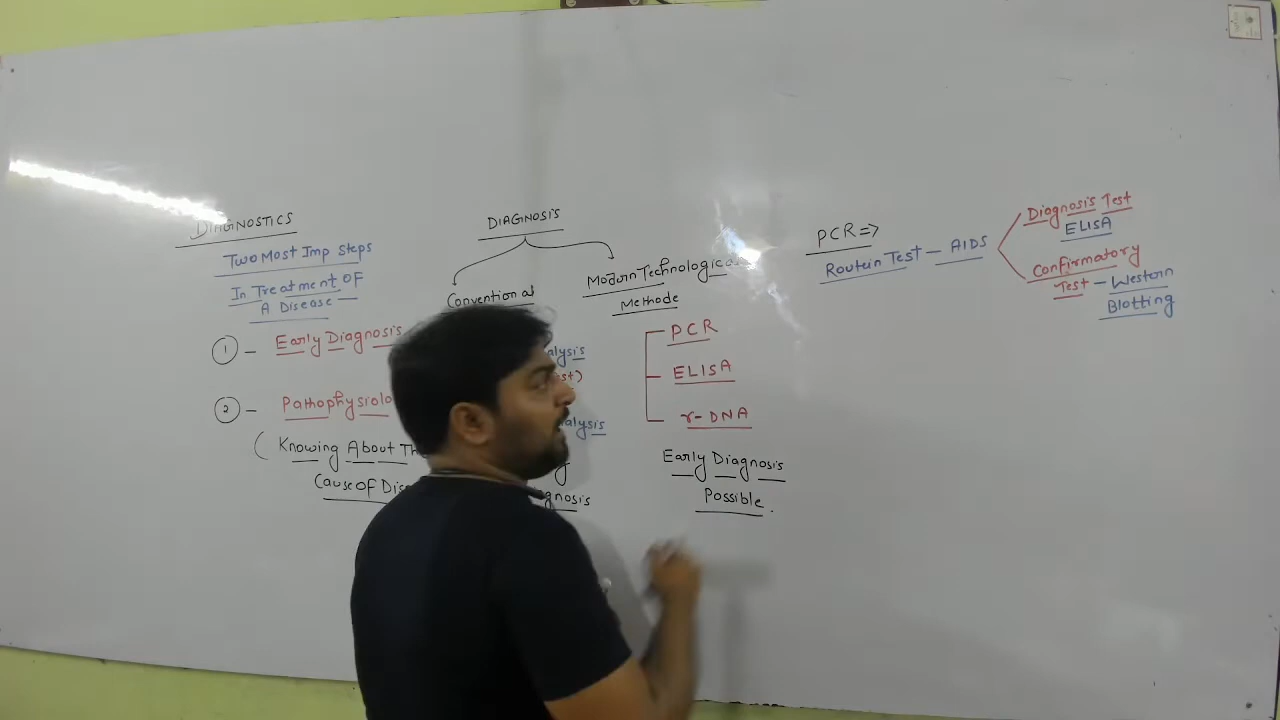 DIAGNOSTICS
Two Most Imp Steps
In Treatment OF
A Disease
1 - Early Diagnosis
2 - Pathophysiolo
( Knowing About Th
Cause OF Dis
DIAGNOSIS
Conventional
alysis
st)
alysis
gnosis
Modern Technological
Methode
PCR
ELISA
r-DNA
Early Diagnosis
Possible.
PCR =>
Routein Test - AIDS
Diagnosis Test
ELISA
Confirmatory
Test - Western
Blotting